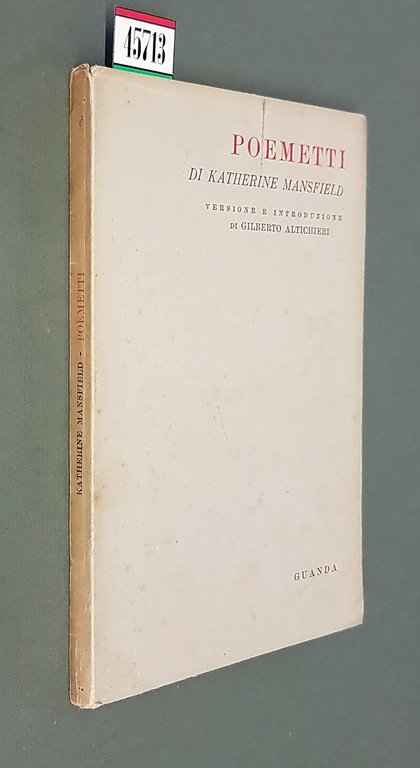 45713
POEMETTI
DI KATHERINE MANSFIELD
VERSIONE E INTRODUZIONE
DI GILBERTO ALTICHIERI
GUANDA
KATHERINE MANSFIELD - POEMETTI